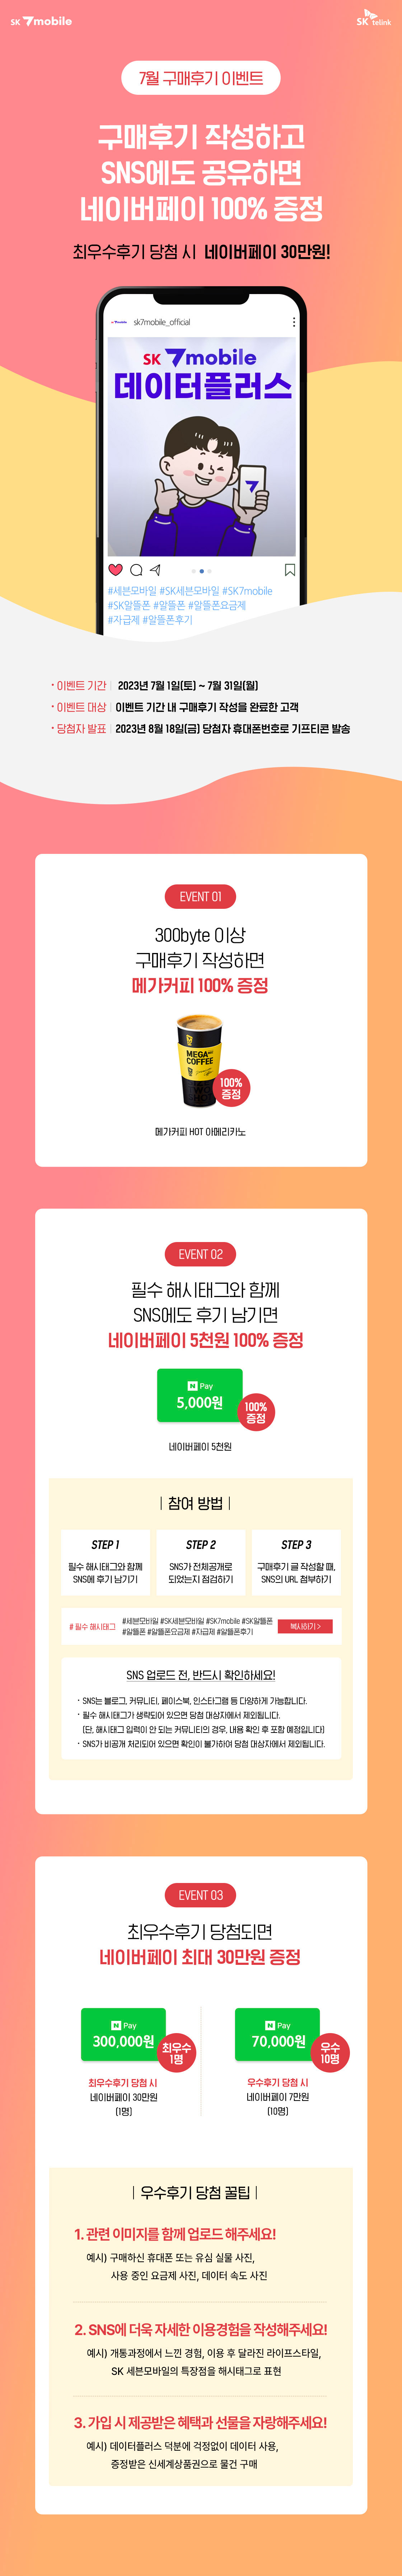 SK 7mobile
SK telink
7월 구매후기 이벤트
구매후기 작성하고
SNS에도 공유하면
네이버페이 100% 증정
최우수후기 당첨 시 네이버페이 30만원!
SK 7mobile sk7mobile_official
SK 7mobile
데이터플러스
7
#세븐모바일 #SK세븐모바일 #SK7mobile
#SK알뜰폰 #알뜰폰 #알뜰폰요금제
#자급제 #알뜰폰후기
· 이벤트 기간 | 2023년 7월 1일(토) ~ 7월 31일(월)
· 이벤트 대상 | 이벤트 기간 내 구매후기 작성을 완료한 고객
· 당첨자 발표 | 2023년 8월 18일(금) 당첨자 휴대폰번호로 기프티콘 발송
EVENT 01
300byte 이상
구매후기 작성하면
메가커피 100% 증정
MEGA
COFFEE
100%
증정
메가커피 HOT 아메리카노
EVENT 02
필수 해시태그와 함께
SNS에도 후기 남기면
네이버페이 5천원 100% 증정
N Pay
5,000원
100%
증정
네이버페이 5천원
| 참여 방법 |
STEP 1
필수 해시태그와 함께
SNS에 후기 남기기
STEP 2
SNS가 전체공개로
되었는지 점검하기
STEP 3
구매후기 글 작성할 때,
SNS의 URL 첨부하기
# 필수 해시태그
#세븐모바일 #SK세븐모바일 #SK7mobile #SK알뜰폰
#알뜰폰 #알뜰폰요금제 #자급제 #알뜰폰후기
복사하기 >
SNS 업로드 전, 반드시 확인하세요!
· SNS는 블로그, 커뮤니티, 페이스북, 인스타그램 등 다양하게 가능합니다.
· 필수 해시태그가 생략되어 있으면 당첨 대상자에서 제외됩니다.
(단, 해시태그 입력이 안 되는 커뮤니티의 경우, 내용 확인 후 포함 예정입니다)
· SNS가 비공개 처리되어 있으면 확인이 불가하여 당첨 대상자에서 제외됩니다.
EVENT 03
최우수후기 당첨되면
네이버페이 최대 30만원 증정
N Pay
300,000원
최우수
1명
최우수후기 당첨 시
네이버페이 30만원
(1명)
N Pay
70,000원
우수
10명
우수후기 당첨 시
네이버페이 7만원
(10명)
| 우수후기 당첨 꿀팁 |
1. 관련 이미지를 함께 업로드 해주세요!
예시) 구매하신 휴대폰 또는 유심 실물 사진,
사용 중인 요금제 사진, 데이터 속도 사진
2. SNS에 더욱 자세한 이용경험을 작성해주세요!
예시) 개통과정에서 느낀 경험, 이용 후 달라진 라이프스타일,
SK 세븐모바일의 특장점을 해시태그로 표현
3. 가입 시 제공받은 혜택과 선물을 자랑해주세요!
예시) 데이터플러스 덕분에 걱정없이 데이터 사용,
증정받은 신세계상품권으로 물건 구매